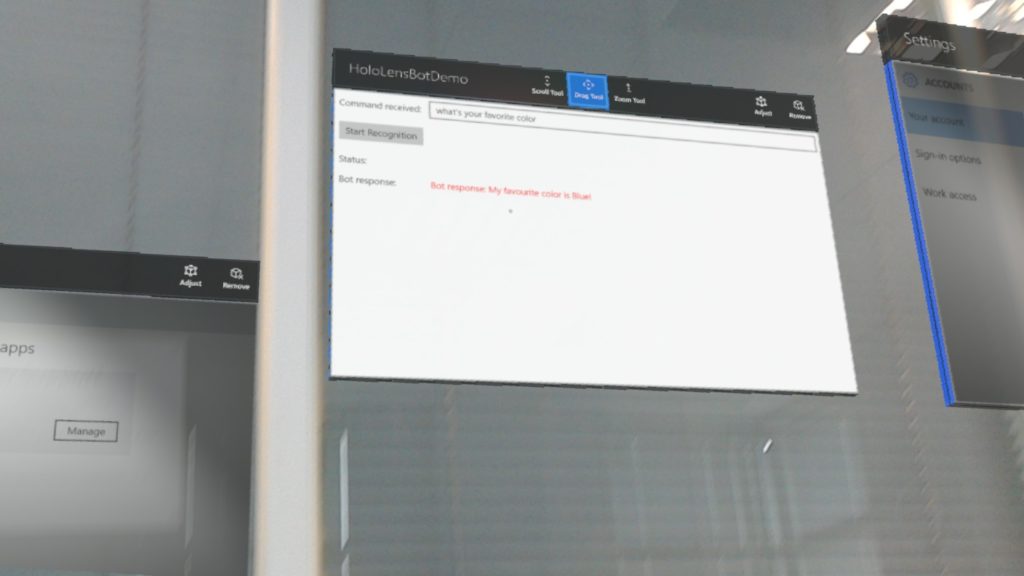 HoloLensBotDemo
Scroll Tool
Drag Tool
Zoom Tool
Adjust
Remove
Command received: what's your favorite color
Start Recognition
Status:
Bot response: Bot response: My favourite color is Blue!
Settings
ACCOUNTS
Your account
Sign-in options
Work access
Adjust
Remove
apps
Manage